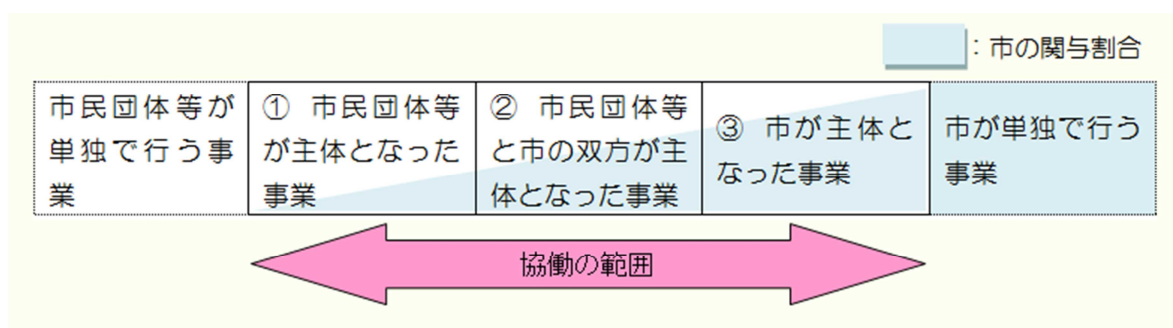 ：市の関与割合
市民団体等が
単独で行う事
業
① 市民団体等
が主体となった
事業
② 市民団体等
と市の双方が主
体となった事業
③ 市が主体と
なった事業
市が単独で行う
事業
協働の範囲